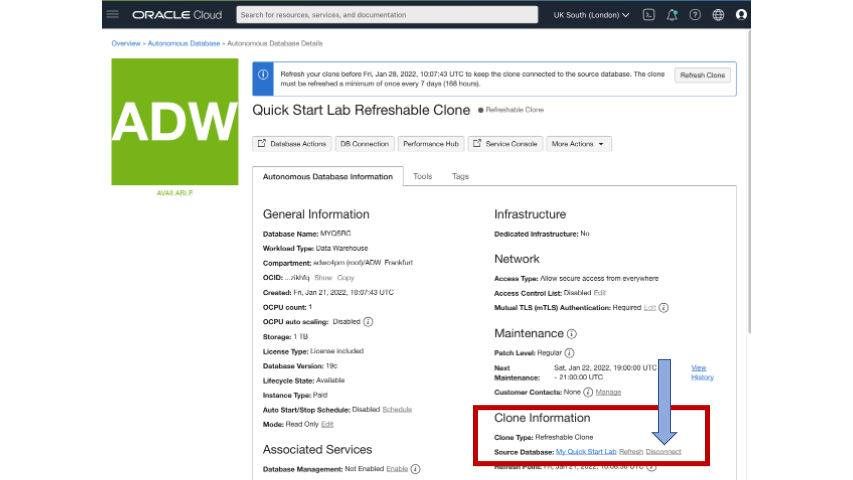 ORACLE Cloud
Search for resources, services, and documentation
UK South (London)
Overview » Autonomous Database » Autonomous Database Details
ADW
AVAILABLE
Refresh your clone before Fri, Jan 28, 2022, 10:07:43 UTC to keep the clone connected to the source database. The clone
must be refreshed a minimum of once every 7 days (168 hours).
Refresh Clone
Quick Start Lab Refreshable Clone
Refreshable Clone
Database Actions
DB Connection
Performance Hub
Service Console
More Actions
Autonomous Database Information
Tools
Tags
General Information
Database Name: MYQSRC
Workload Type: Data Warehouse
Compartment: adwc4pm (root)/ADW Frankfurt
OCID: ...zikhfq Show Copy
Created: Fri, Jan 21, 2022, 10:07:43 UTC
OCPU count: 1
OCPU auto scaling: Disabled
Storage: 1 TB
License Type: License included
Database Version: 19c
Lifecycle State: Available
Instance Type: Paid
Auto Start/Stop Schedule: Disabled Schedule
Mode: Read Only Edit
Associated Services
Database Management: Not Enabled Enable
Infrastructure
Dedicated Infrastructure: No
Network
Access Type: Allow secure access from everywhere
Access Control List: Disabled Edit
Mutual TLS (mTLS) Authentication: Required Edit
Maintenance
Patch Level: Regular
Next Sat, Jan 22, 2022, 19:00:00 UTC View
Maintenance: - 21:00:00 UTC History
Customer Contacts: None Manage
Clone Information
Clone Type: Refreshable Clone
Source Database: My Quick Start Lab Refresh Disconnect
Refresh Point: Fri, Jan 21, 2022, 10:06:58 UTC